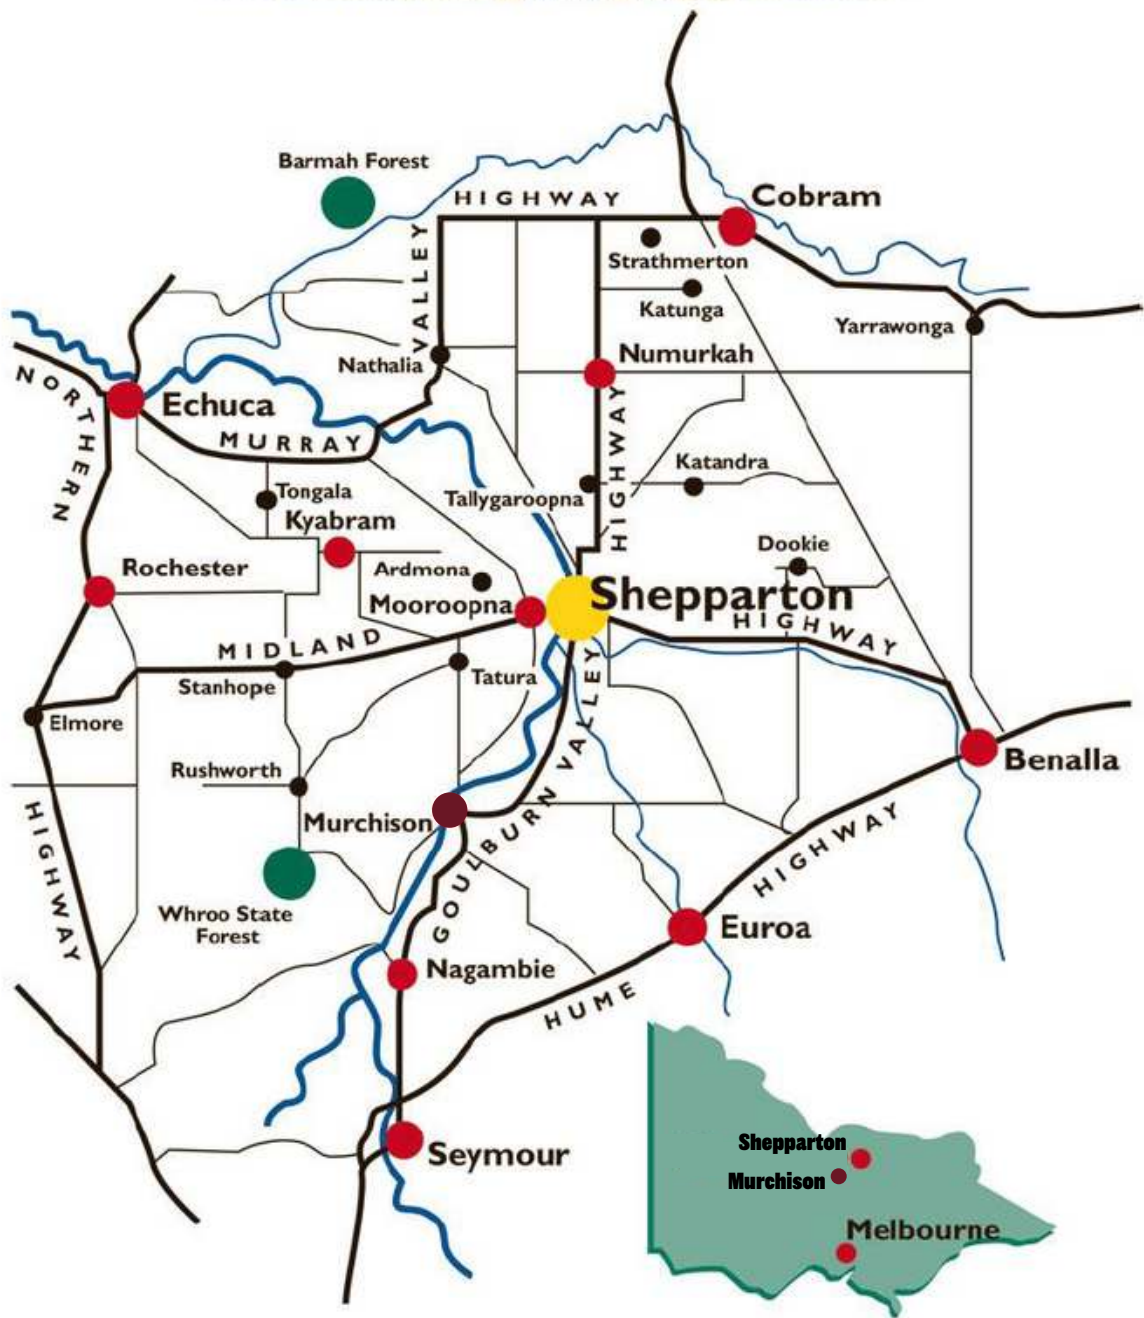 Barmah Forest
HIGHWAY
Cobram
VALLEY
Strathmerton
Katunga
Yarrawonga
Nathalia
Numurkah
NORTHERN
Echuca
MURRAY
HIGHWAY
Katandra
Tongala
Tallygaroopna
Kyabram
Dookie
Rochester
Ardmona
Mooroopna
Shepparton
HIGHWAY
MIDLAND
Stanhope
Tatura
Elmore
Rushworth
GOULBURN VALLEY
Benalla
Murchison
HIGHWAY
HIGHWAY
Whroo State
Forest
Euroa
Nagambie
HUME
Seymour
Shepparton
Murchison
Melbourne